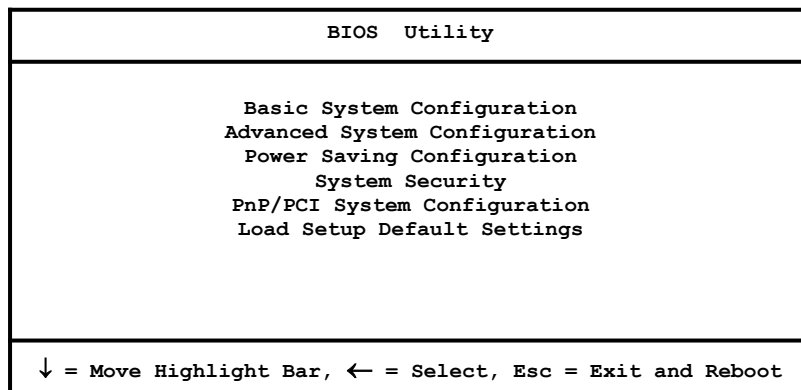 BIOS Utility
Basic System Configuration
Advanced System Configuration
Power Saving Configuration
System Security
PnP/PCI System Configuration
Load Setup Default Settings
↓ = Move Highlight Bar, ← = Select, Esc = Exit and Reboot